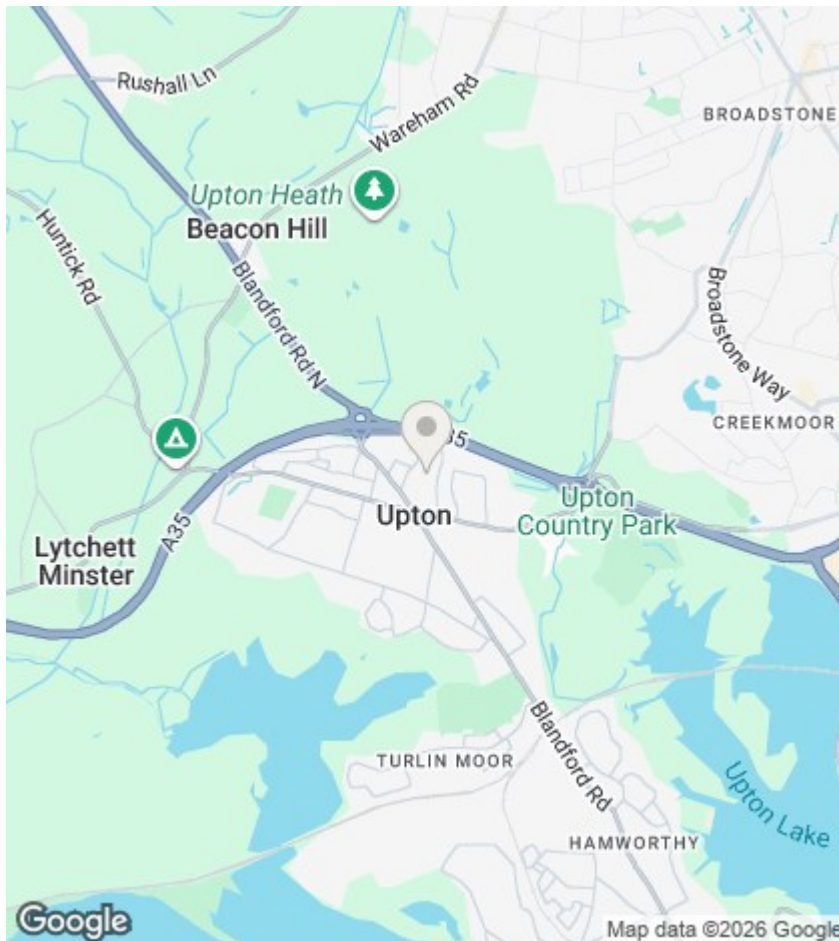 Rushall Ln
Wareham Rd
BROADSTONE
Upton Heath
Beacon Hill
Huntick Rd
Blandford Rd N
Broadstone Way
CREEKMOOR
A35
Upton
Upton
Country Park
Lytchett
Minster
A35
TURLIN MOOR
Blandford Rd
Upton Lake
HAMWORTHY
Google
Map data ©2026 Google